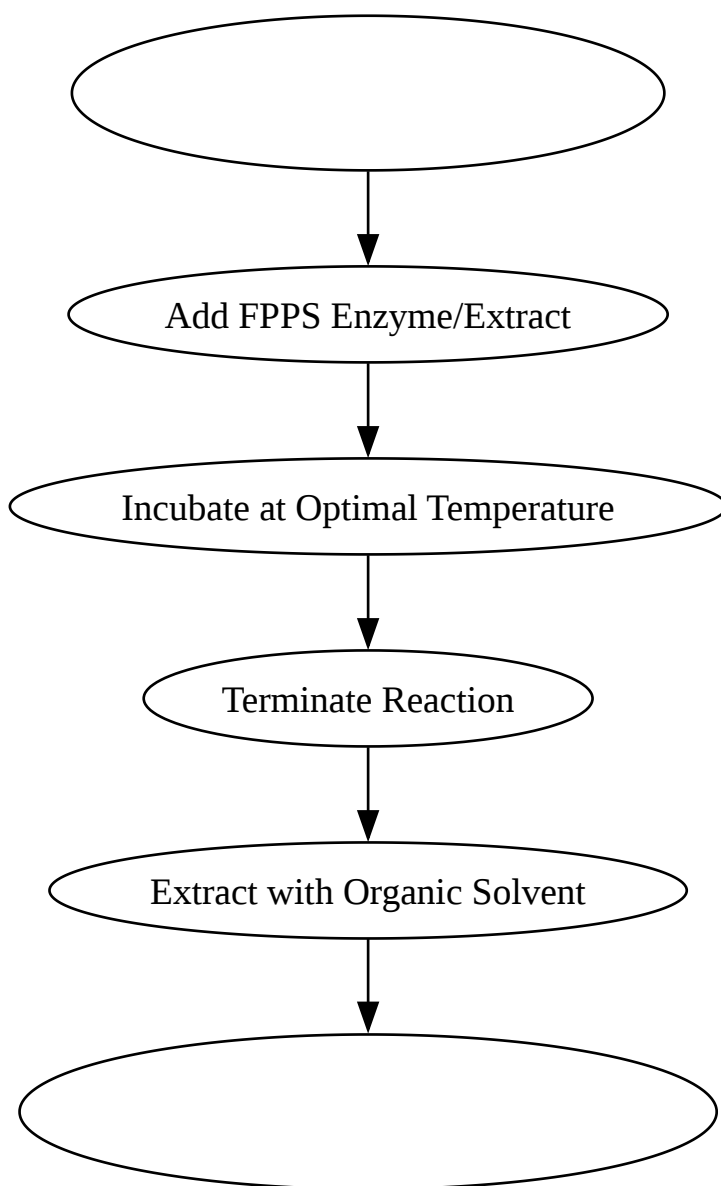 Add FPPS Enzyme/Extract
Incubate at Optimal Temperature
Terminate Reaction
Extract with Organic Solvent